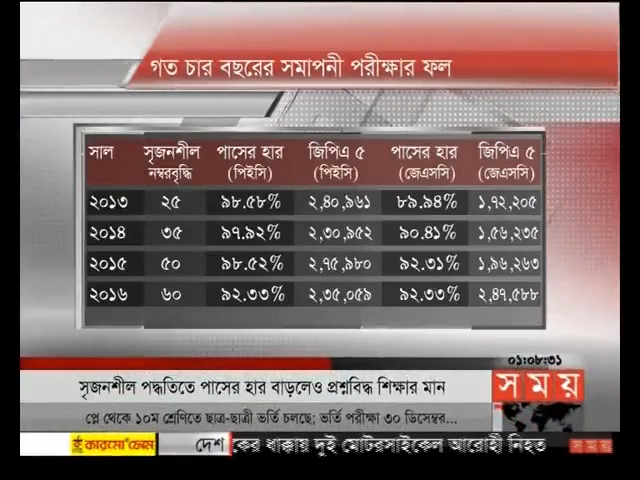 গত চার বছরের সমাপনী পরীক্ষার ফল
সাল সৃজনশীল নম্বরবৃদ্ধি পাসের হার (পিইসি) জিপিএ ৫ (পিইসি) পাসের হার (জেএসসি) জিপিএ ৫ (জেএসসি)
২০১৩ ২৫ ৯৮.৫৮% ২,৪০,৯৬১ ৮৯.৯৪% ১,৭২,২০৫
২০১৪ ৩৫ ৯৭.৯২% ২,৩০,৯৫২ ৯০.৪১% ১,৫৬,২৩৫
২০১৫ ৫০ ৯৮.৫২% ২,৭৫,৯৮০ ৯২.৩১% ১,৯৬,২৬৩
২০১৬ ৬০ ৯২.৩৩% ২,৩৫,০৫৯ ৯২.৩৩% ২,৪৭,৫৮৮
০১:০৮:৩১
সৃজনশীল পদ্ধতিতে পাসের হার বাড়লেও প্রশ্নবিদ্ধ শিক্ষার মান
সময়
প্লে থেকে ১০ম শ্রেণিতে ছাত্র-ছাত্রী ভর্তি চলছে; ভর্তি পরীক্ষা ৩০ ডিসেম্বর...
কারমো ফোম দেশ কের ধাক্কায় দুই মোটরসাইকেল আরোহী নিহত সময়